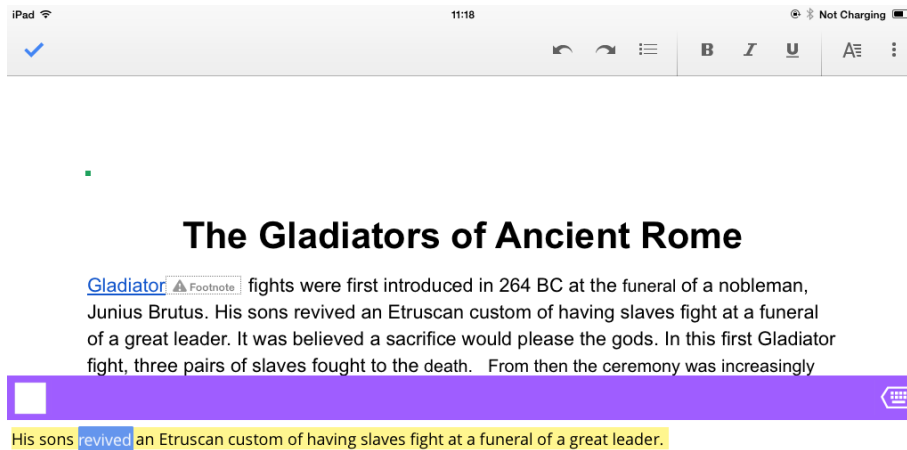 iPad 11:18 Not Charging
B I U A
The Gladiators of Ancient Rome
Gladiator Footnote fights were first introduced in 264 BC at the funeral of a nobleman,
Junius Brutus. His sons revived an Etruscan custom of having slaves fight at a funeral
of a great leader. It was believed a sacrifice would please the gods. In this first Gladiator
fight, three pairs of slaves fought to the death. From then the ceremony was increasingly
His sons revived an Etruscan custom of having slaves fight at a funeral of a great leader.